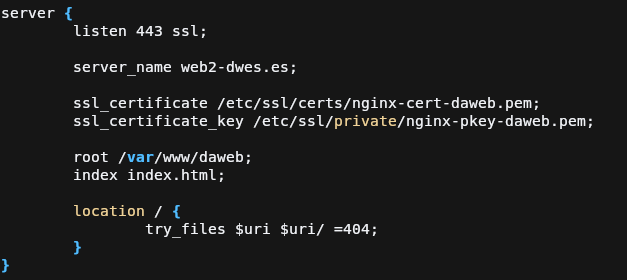 server {
        listen 443 ssl;

        server_name web2-dwes.es;

        ssl_certificate /etc/ssl/certs/nginx-cert-daweb.pem;
        ssl_certificate_key /etc/ssl/private/nginx-pkey-daweb.pem;

        root /var/www/daweb;
        index index.html;

        location / {
                try_files $uri $uri/ =404;
        }
}